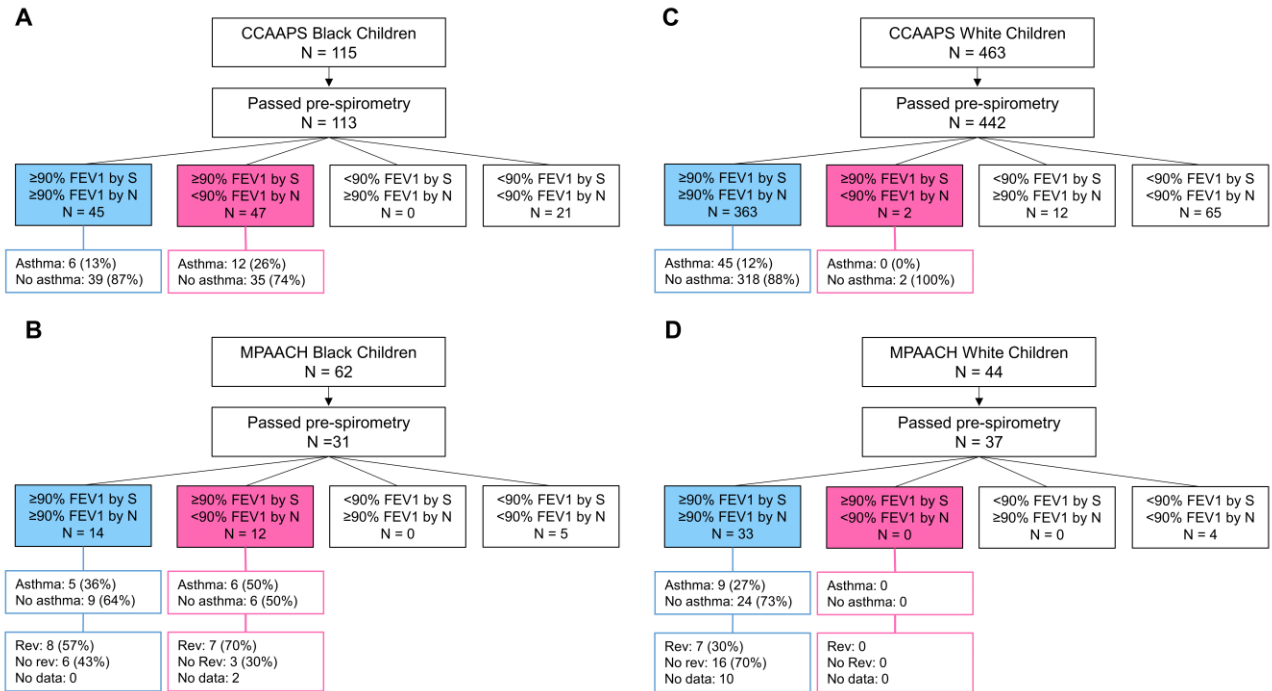 A
CCAAPS Black Children
N = 115
Passed pre-spirometry
N = 113
≥90% FEV1 by S
≥90% FEV1 by N
N = 45
≥90% FEV1 by S
<90% FEV1 by N
N = 47
<90% FEV1 by S
≥90% FEV1 by N
N = 0
<90% FEV1 by S
<90% FEV1 by N
N = 21
Asthma: 6 (13%)
No asthma: 39 (87%)
Asthma: 12 (26%)
No asthma: 35 (74%)
C
CCAAPS White Children
N = 463
Passed pre-spirometry
N = 442
≥90% FEV1 by S
≥90% FEV1 by N
N = 363
≥90% FEV1 by S
<90% FEV1 by N
N = 2
<90% FEV1 by S
≥90% FEV1 by N
N = 12
<90% FEV1 by S
<90% FEV1 by N
N = 65
Asthma: 45 (12%)
No asthma: 318 (88%)
Asthma: 0 (0%)
No asthma: 2 (100%)
B
MPAACH Black Children
N = 62
Passed pre-spirometry
N =31
≥90% FEV1 by S
≥90% FEV1 by N
N = 14
≥90% FEV1 by S
<90% FEV1 by N
N = 12
<90% FEV1 by S
≥90% FEV1 by N
N = 0
<90% FEV1 by S
<90% FEV1 by N
N = 5
Asthma: 5 (36%)
No asthma: 9 (64%)
Asthma: 6 (50%)
No asthma: 6 (50%)
Rev: 8 (57%)
No rev: 6 (43%)
No data: 0
Rev: 7 (70%)
No Rev: 3 (30%)
No data: 2
D
MPAACH White Children
N = 44
Passed pre-spirometry
N = 37
≥90% FEV1 by S
≥90% FEV1 by N
N = 33
≥90% FEV1 by S
<90% FEV1 by N
N = 0
<90% FEV1 by S
≥90% FEV1 by N
N = 0
<90% FEV1 by S
<90% FEV1 by N
N = 4
Asthma: 9 (27%)
No asthma: 24 (73%)
Asthma: 0
No asthma: 0
Rev: 7 (30%)
No rev: 16 (70%)
No data: 10
Rev: 0
No Rev: 0
No data: 0